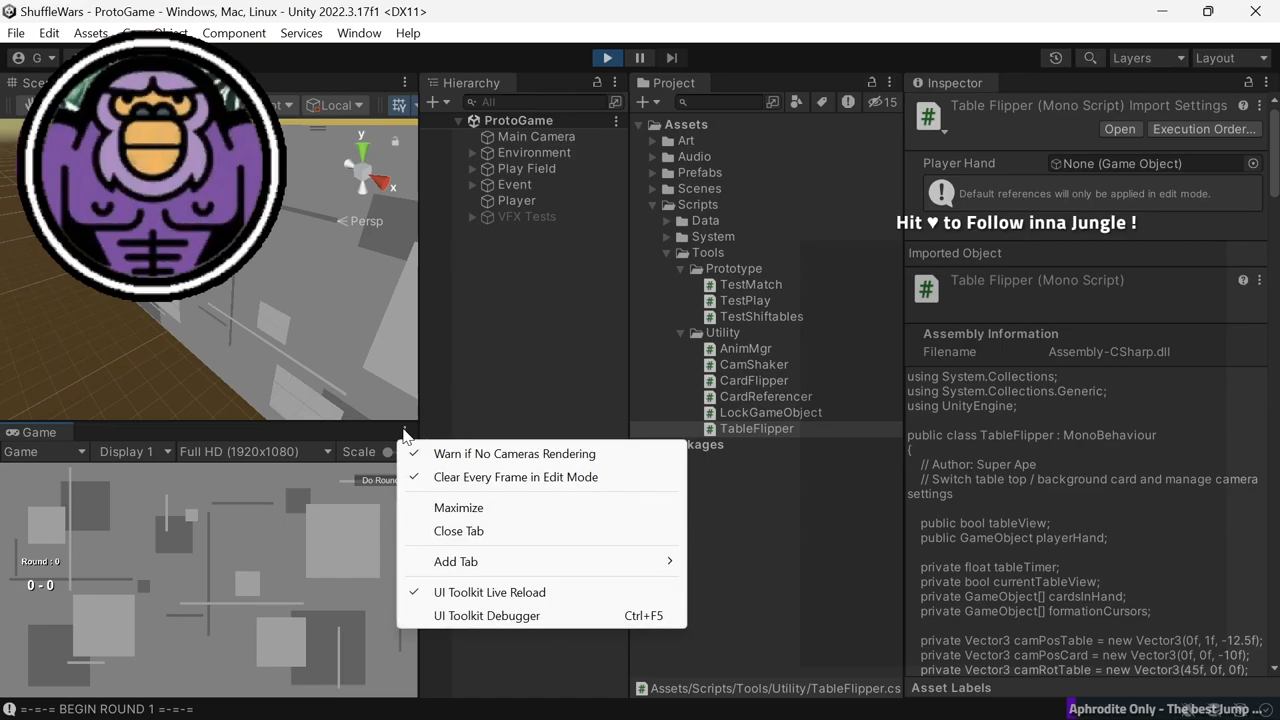 ShuffleWars - ProtoGame - Windows, Mac, Linux - Unity 2022.3.17f1 <DX11>
File Edit Assets Component Services Window Help
G Layers Layout
Hierarchy Project Inspector
Local All 15
ProtoGame
Main Camera
Environment
Play Field
Event
Player
VFX Tests
y
x
Persp
Assets
Art
Audio
Prefabs
Scenes
Scripts
Data
System
Tools
Prototype
TestMatch
TestPlay
TestShiftables
Utility
AnimMgr
CamShaker
CardFlipper
CardReferencer
LockGameObject
TableFlipper
kages
Table Flipper (Mono Script) Import Settings
Open Execution Order...
Player Hand None (Game Object)
Default references will only be applied in edit mode.
Hit ♥ to Follow inna Jungle !
Imported Object
Table Flipper (Mono Script)
Assembly Information
Filename Assembly-CSharp.dll
using System.Collections;
using System.Collections.Generic;
using UnityEngine;
public class TableFlipper : MonoBehaviour
{
// Author: Super Ape
// Switch table top / background card and manage camera
settings
public bool tableView;
public GameObject playerHand;
private float tableTimer;
private bool currentTableView;
private GameObject[] cardsInHand;
private GameObject[] formationCursors;
private Vector3 camPosTable = new Vector3(0f, 1f, -12.5f);
private Vector3 camPosCard = new Vector3(0f, 0f, -10f);
private Vector3 camRotTable = new Vector3(45f, 0f, 0f);
Asset Labels
Game
Game Display 1 Full HD (1920x1080) Scale
Do Roun
Round : 0
0 - 0
Warn if No Cameras Rendering
Clear Every Frame in Edit Mode
Maximize
Close Tab
Add Tab
UI Toolkit Live Reload
UI Toolkit Debugger Ctrl+F5
Assets/Scripts/Tools/Utility/TableFlipper.cs
=-=-= BEGIN ROUND 1 =-=-=
Aphrodite Only - The best Jump ...